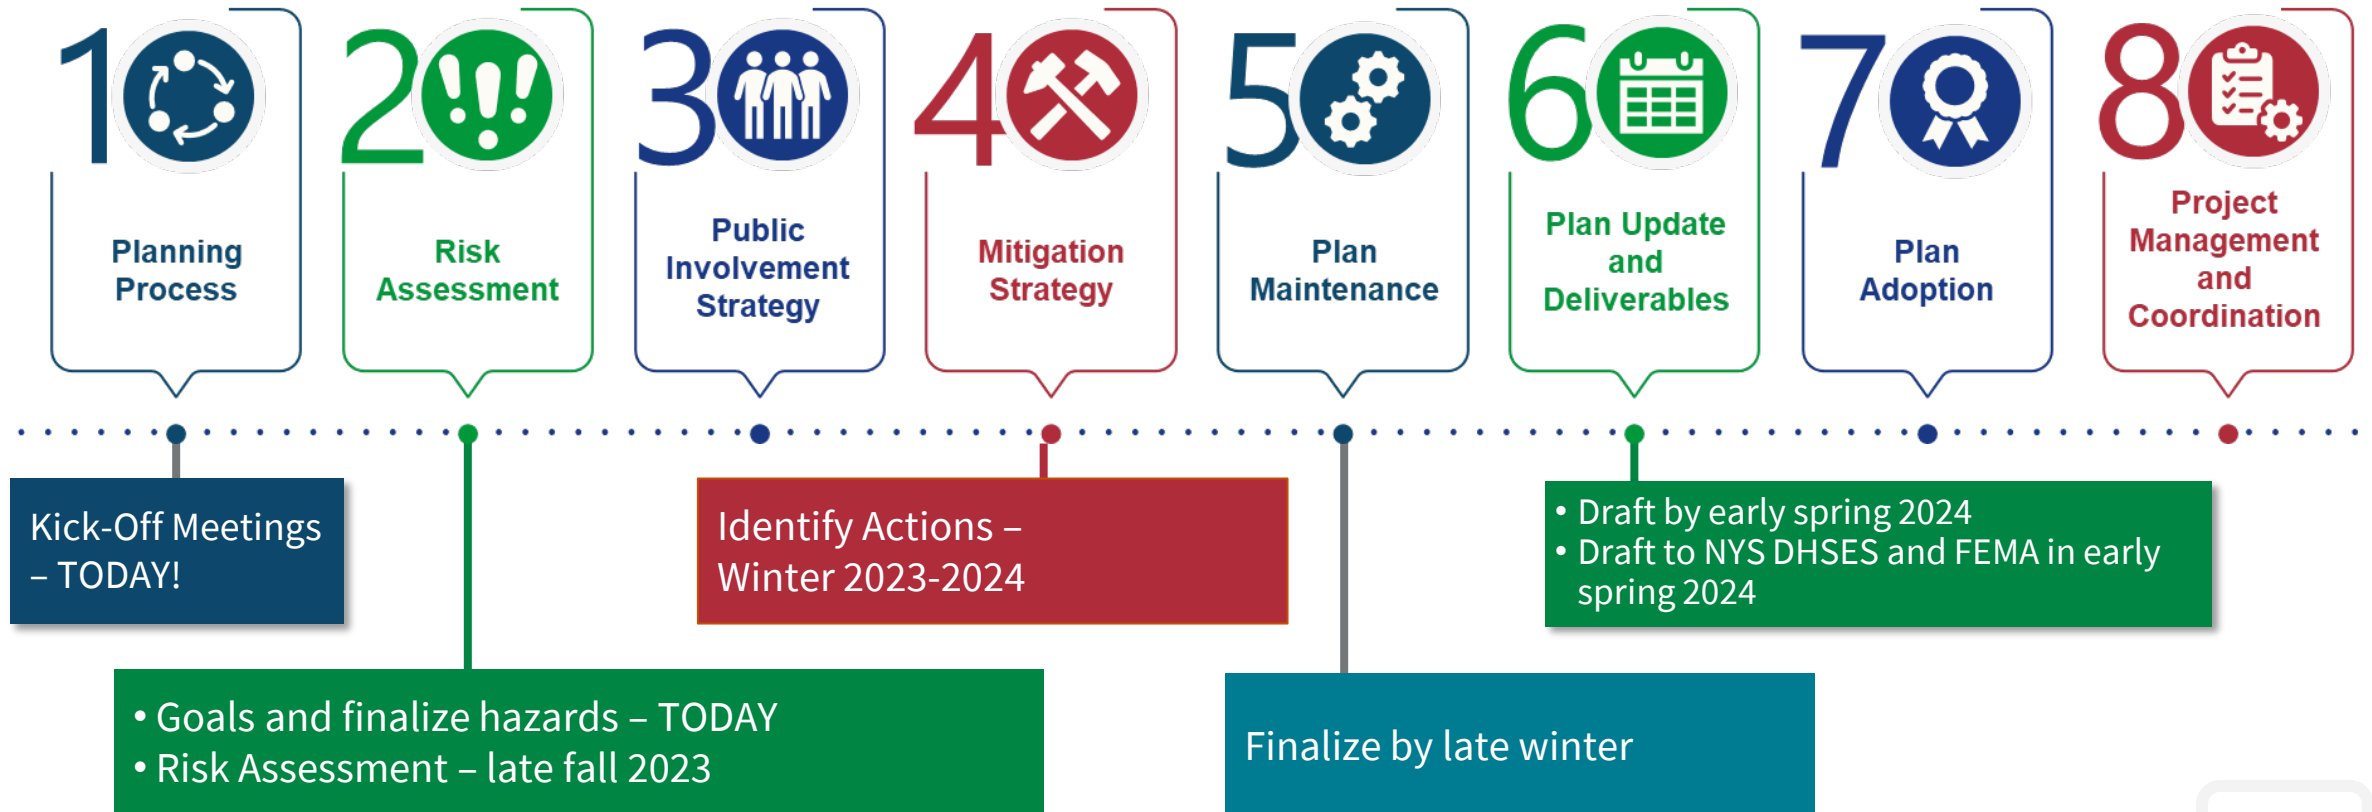 1
Planning
Process
2
Risk
Assessment
3
Public
Involvement
Strategy
4
Mitigation
Strategy
5
Plan
Maintenance
6
Plan Update
and
Deliverables
7
Plan
Adoption
8
Project
Management
and
Coordination
Kick-Off Meetings
– TODAY!
• Goals and finalize hazards – TODAY
• Risk Assessment – late fall 2023
Identify Actions –
Winter 2023-2024
Finalize by late winter
• Draft by early spring 2024
• Draft to NYS DHSES and FEMA in early
spring 2024